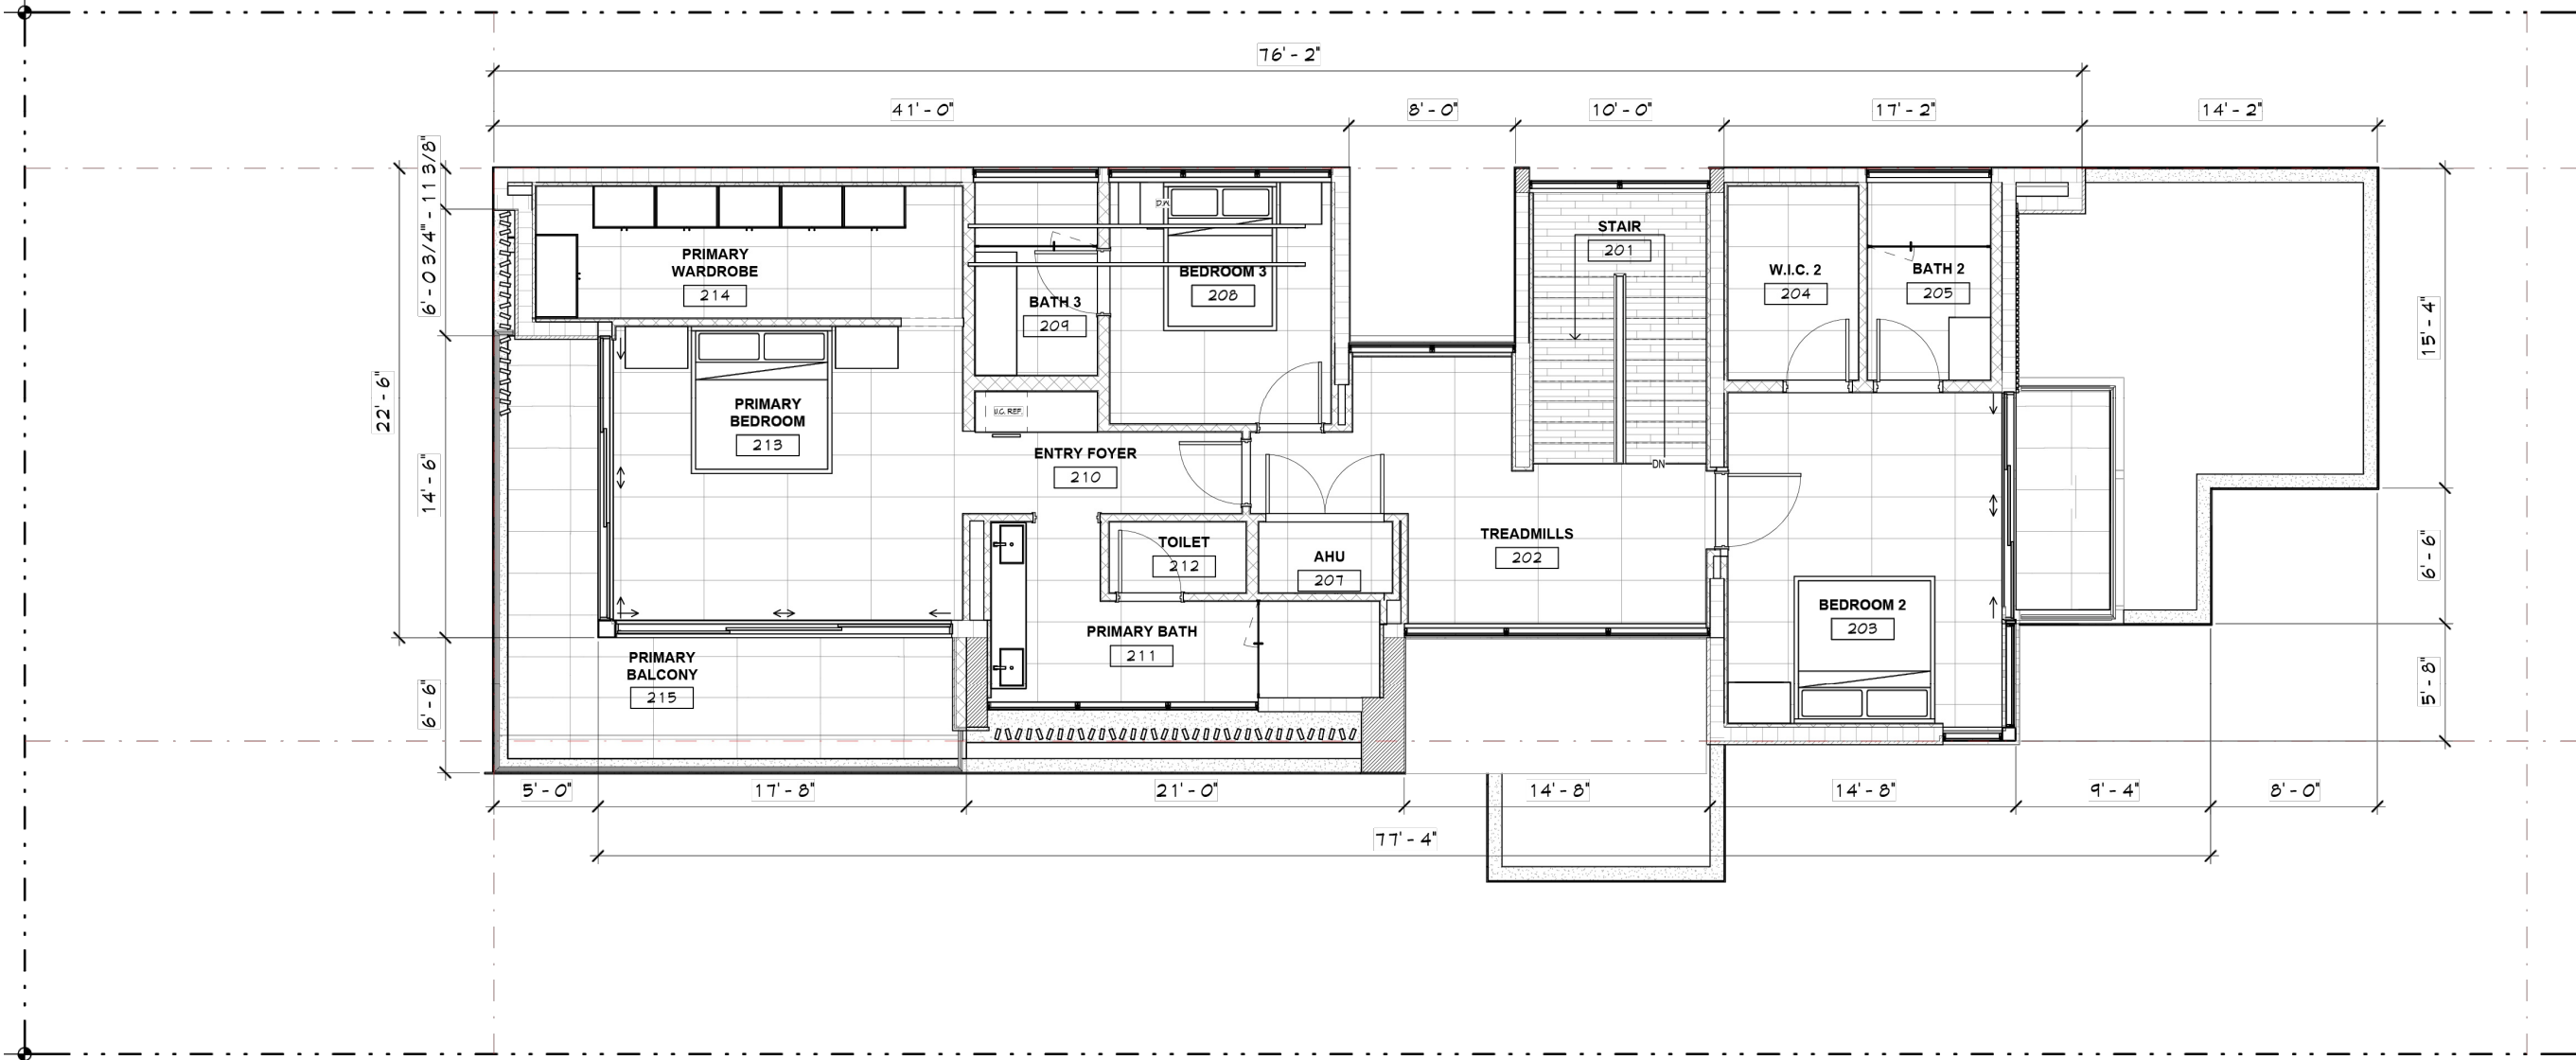 76' - 2"
41' - 0"
8' - 0"
10' - 0"
17' - 2"
14' - 2"
1' - 11 3/8"
6' - 0 3/4"
22' - 6"
14' - 6"
6' - 6"
PRIMARY
WARDROBE
214
BATH 3
209
D.W.
BEDROOM 3
208
STAIR
201
DN
W.I.C. 2
204
BATH 2
205
15' - 4"
6' - 6"
5' - 8"
PRIMARY
BEDROOM
213
U.C. REF.
ENTRY FOYER
210
TOILET
212
AHU
207
TREADMILLS
202
BEDROOM 2
203
PRIMARY BATH
211
PRIMARY
BALCONY
215
5' - 0"
17' - 8"
21' - 0"
14' - 8"
14' - 8"
9' - 4"
8' - 0"
77' - 4"